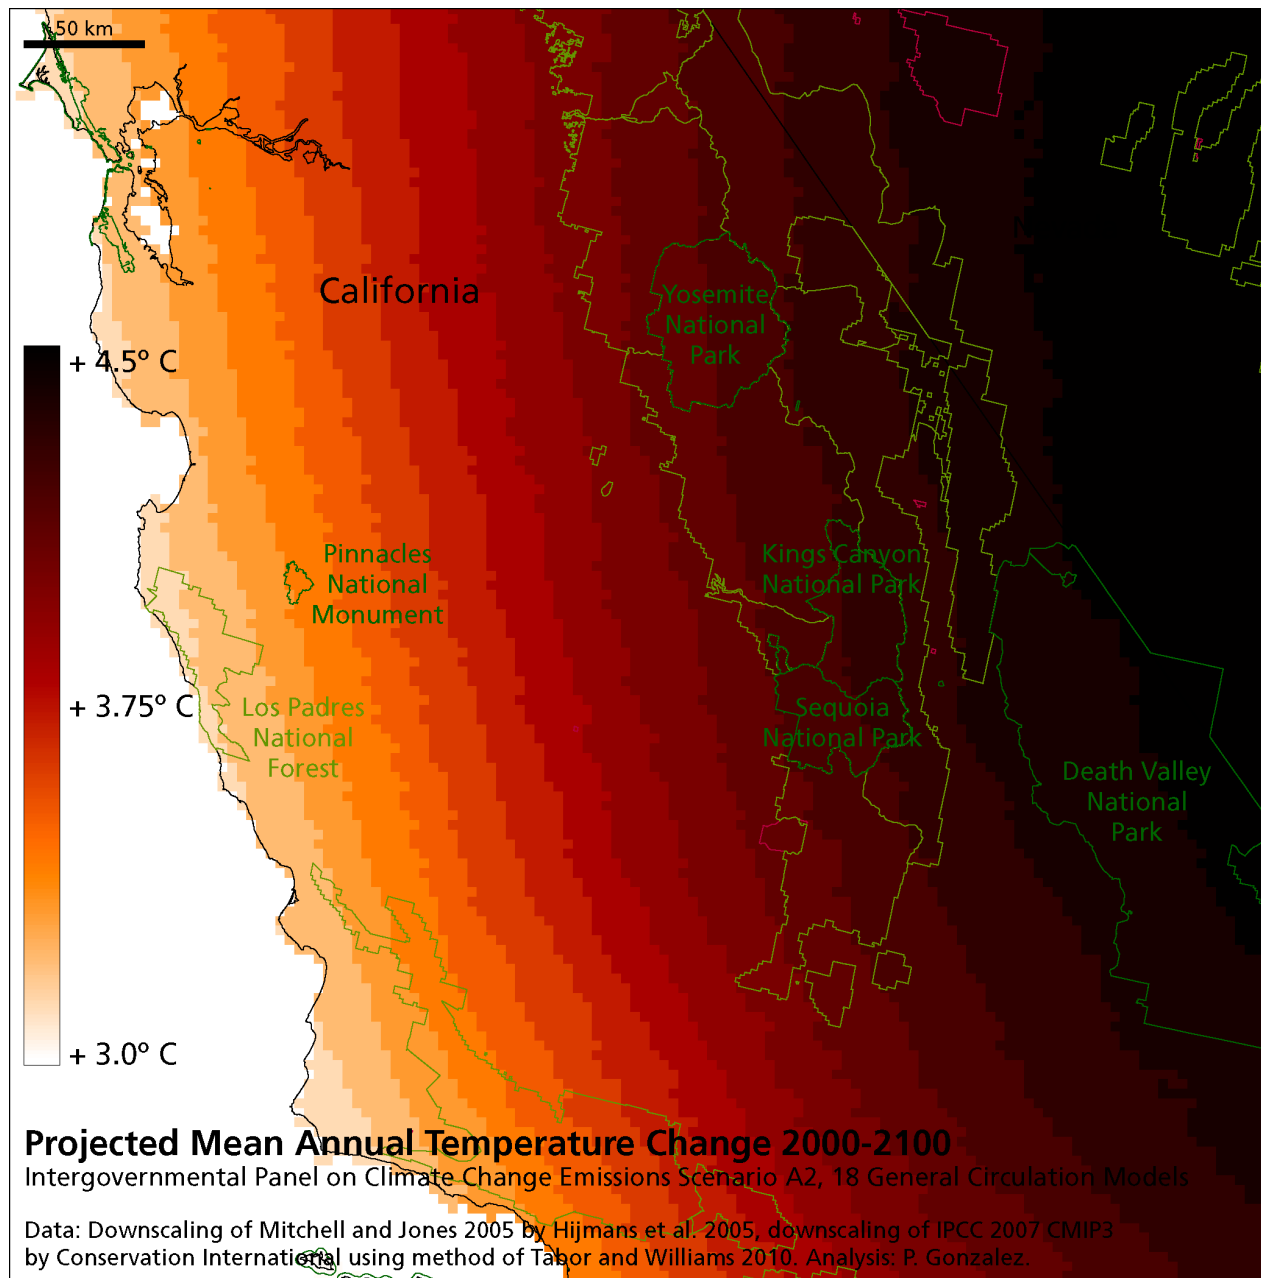 50 km
California
Yosemite
National
Park
+ 4.5º C
Pinnacles
National
Monument
Kings Canyon
National Park
+ 3.75º C
Los Padres
National
Forest
Sequoia
National Park
Death Valley
National
Park
+ 3.0º C
Projected Mean Annual Temperature Change 2000-2100
Intergovernmental Panel on Climate Change Emissions Scenario A2, 18 General Circulation Models
Data: Downscaling of Mitchell and Jones 2005 by Hijmans et al. 2005, downscaling of IPCC 2007 CMIP3
by Conservation International using method of Tabor and Williams 2010. Analysis: P. Gonzalez.